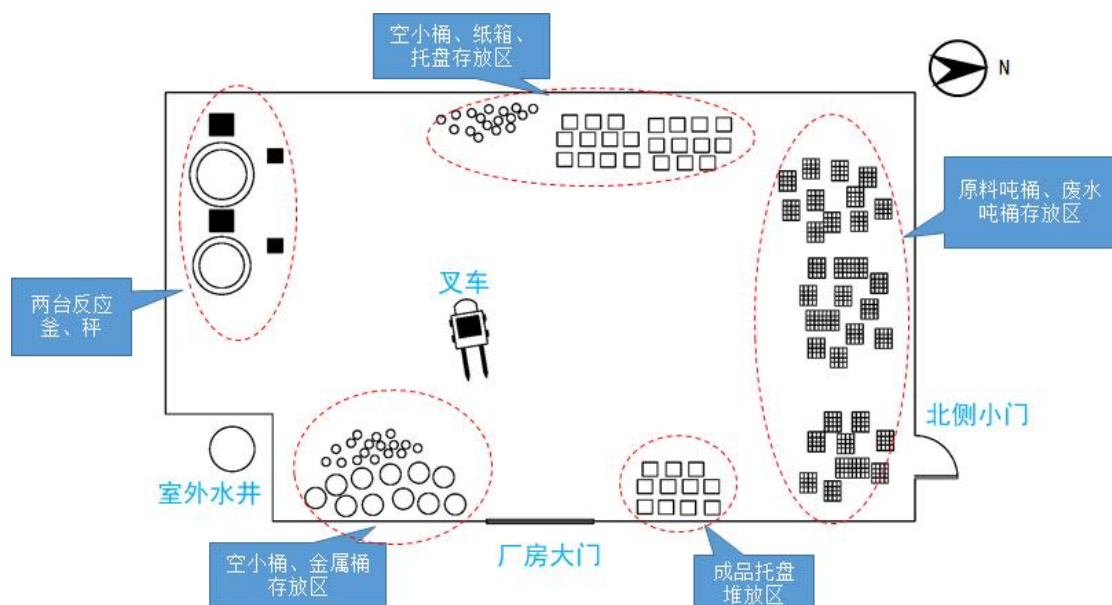 空小桶、纸箱、
托盘存放区
N
原料吨桶、废水
吨桶存放区
叉车
两台反应
釜、秤
北侧小门
室外水井
厂房大门
空小桶、金属桶
存放区
成品托盘
堆放区